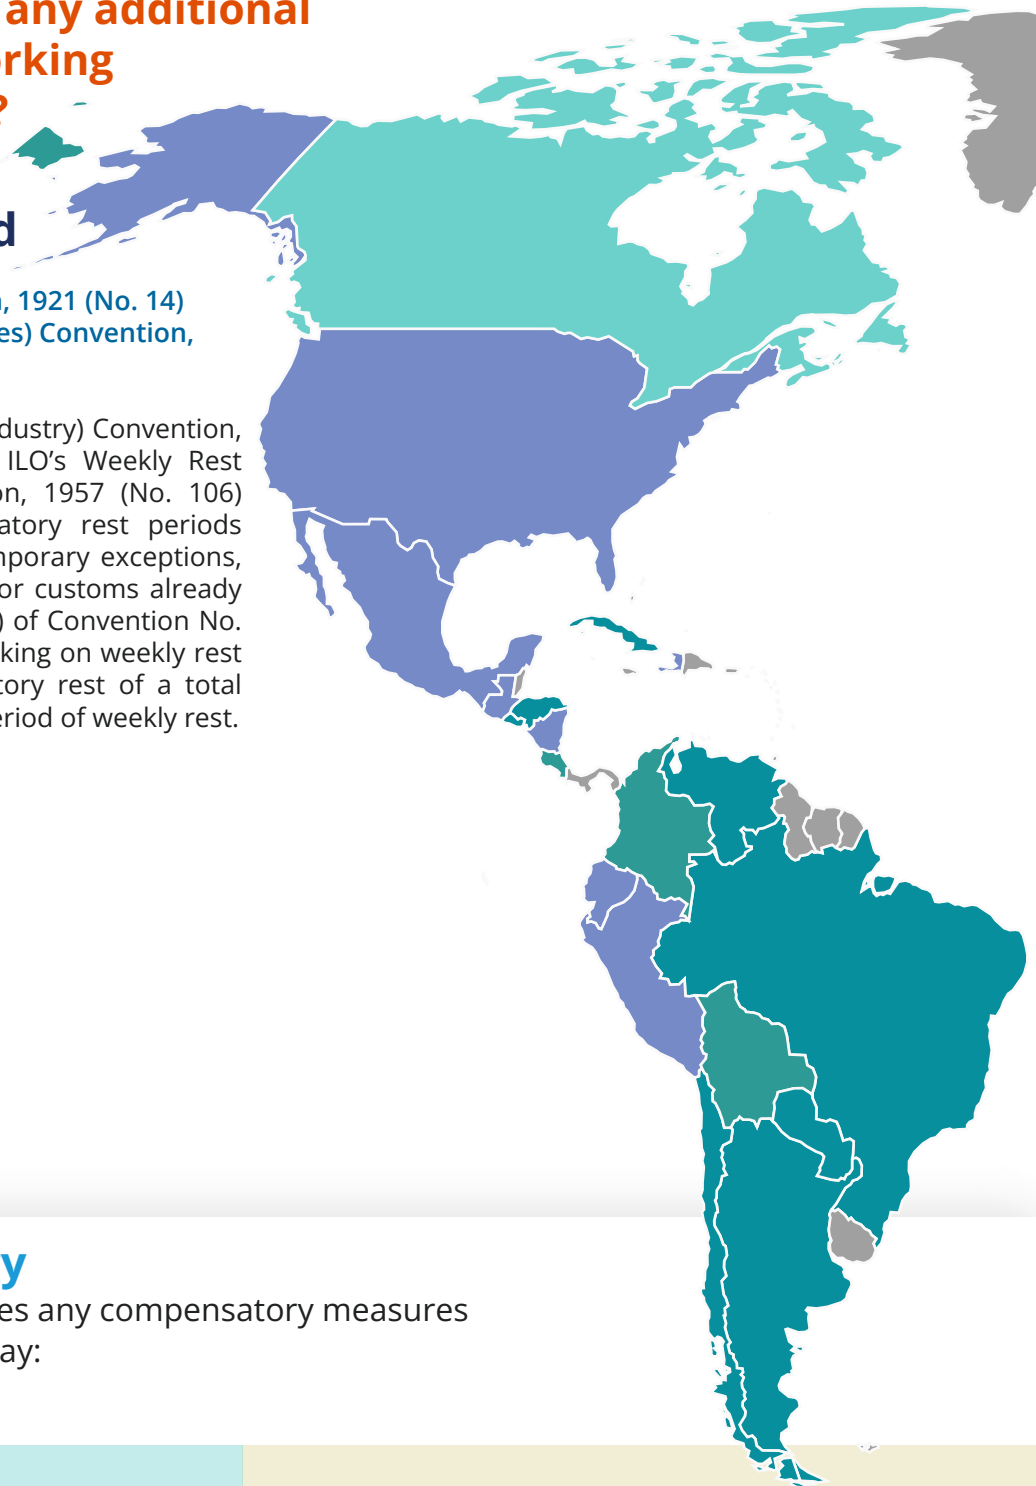 any additional
rking
?
d
, 1921 (No. 14)
es) Convention,
dustry) Convention,
ILO’s Weekly Rest
on, 1957 (No. 106)
atory rest periods
mporary exceptions,
or customs already
) of Convention No.
king on weekly rest
tory rest of a total
eriod of weekly rest.
y
es any compensatory measures
ay: